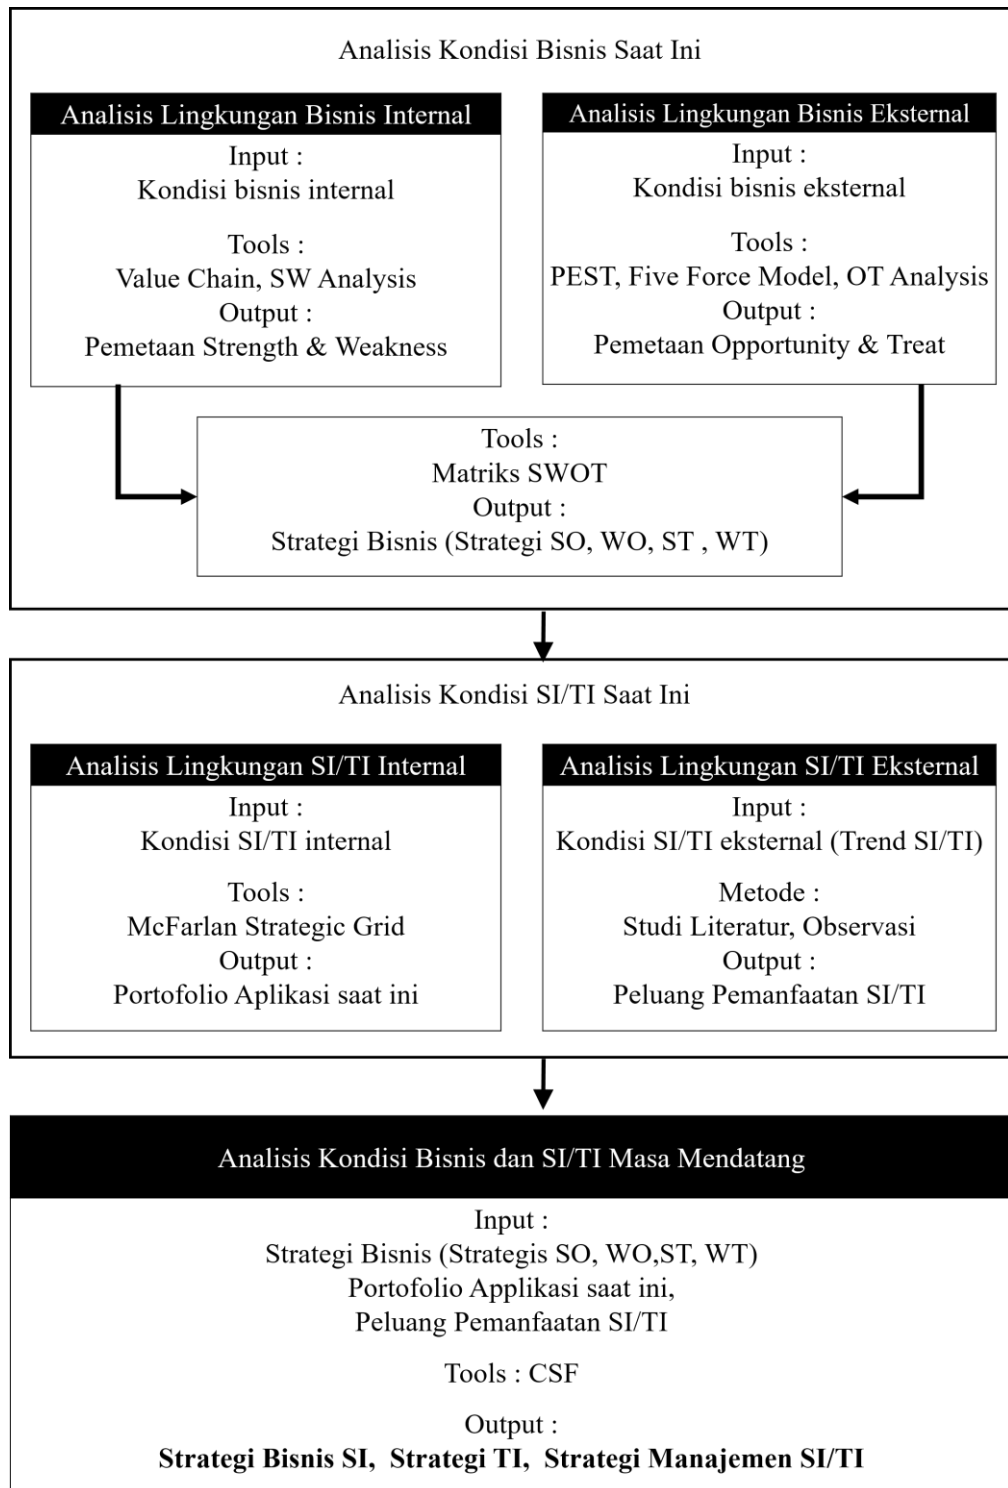 Analisis Kondisi Bisnis Saat Ini
Analisis Lingkungan Bisnis Internal
Input :
Kondisi bisnis internal
Tools :
Value Chain, SW Analysis
Output :
Pemetaan Strength & Weakness
Analisis Lingkungan Bisnis Eksternal
Input :
Kondisi bisnis eksternal
Tools :
PEST, Five Force Model, OT Analysis
Output :
Pemetaan Opportunity & Treat
Tools :
Matriks SWOT
Output :
Strategi Bisnis (Strategi SO, WO, ST , WT)
Analisis Kondisi SI/TI Saat Ini
Analisis Lingkungan SI/TI Internal
Input :
Kondisi SI/TI internal
Tools :
McFarlan Strategic Grid
Output :
Portofolio Aplikasi saat ini
Analisis Lingkungan SI/TI Eksternal
Input :
Kondisi SI/TI eksternal (Trend SI/TI)
Metode :
Studi Literatur, Observasi
Output :
Peluang Pemanfaatan SI/TI
Analisis Kondisi Bisnis dan SI/TI Masa Mendatang
Input :
Strategi Bisnis (Strategis SO, WO,ST, WT)
Portofolio Applikasi saat ini,
Peluang Pemanfaatan SI/TI
Tools : CSF
Output :
Strategi Bisnis SI, Strategi TI, Strategi Manajemen SI/TI